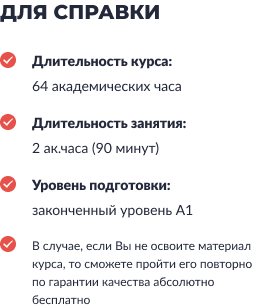 ДЛЯ СПРАВКИ
Длительность курса:
64 академических часа
Длительность занятия:
2 ак.часа (90 минут)
Уровень подготовки:
законченный уровень А1
В случае, если Вы не освоите материал
курса, то сможете пройти его повторно
по гарантии качества абсолютно
бесплатно